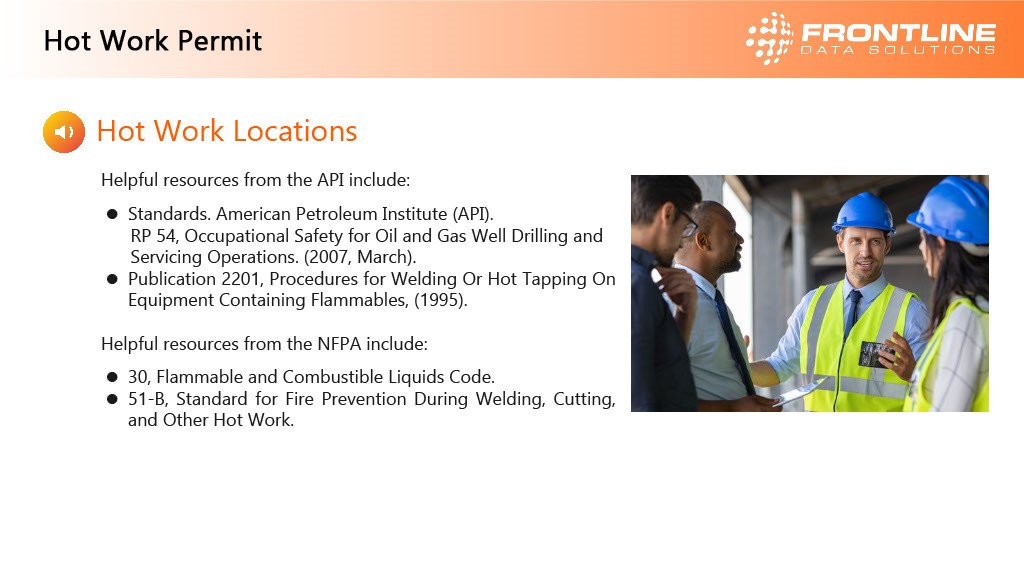 Hot Work Permit
FRONTLINE
DATA SOLUTIONS
Hot Work Locations
Helpful resources from the API include:
● Standards. American Petroleum Institute (API).
RP 54, Occupational Safety for Oil and Gas Well Drilling and
Servicing Operations. (2007, March).
● Publication 2201, Procedures for Welding Or Hot Tapping On
Equipment Containing Flammables, (1995).
Helpful resources from the NFPA include:
● 30, Flammable and Combustible Liquids Code.
● 51-B, Standard for Fire Prevention During Welding, Cutting,
and Other Hot Work.